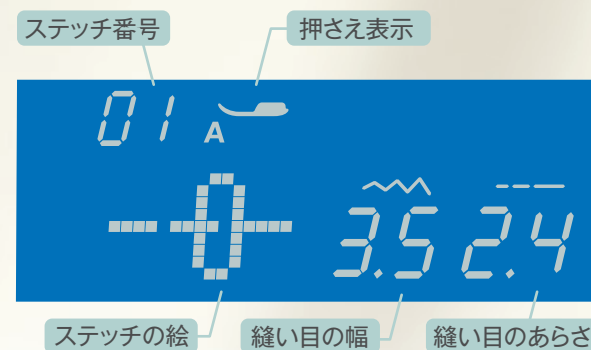 ステッチ番号
押さえ表示
01 A
3.5 2.4
ステッチの絵
縫い目の幅
縫い目のあらさ